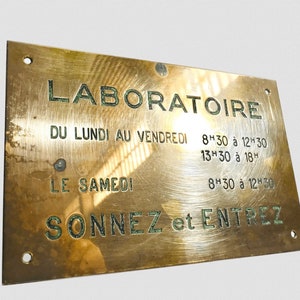 LABORATOIRE
DU LUNDI AU VENDREDI 8H30 à 12H30
13H30 à 18H
LE SAMEDI 8H30 à 12H30
SONNEZ et ENTREZ